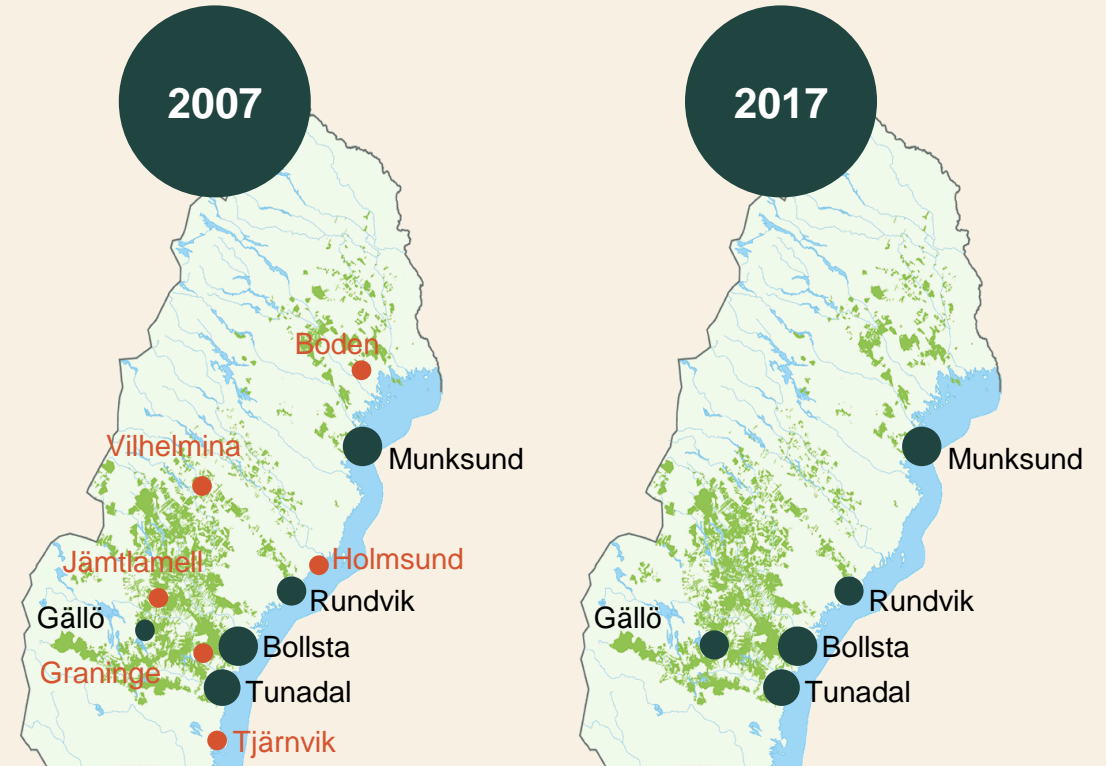 2007
Boden
Munksund
Vilhelmina
Holmsund
Jämtlamell
Rundvik
Gällö
Bollsta
Graninge
Tunadal
Tjärnvik
2017
Munksund
Rundvik
Gällö
Bollsta
Tunadal